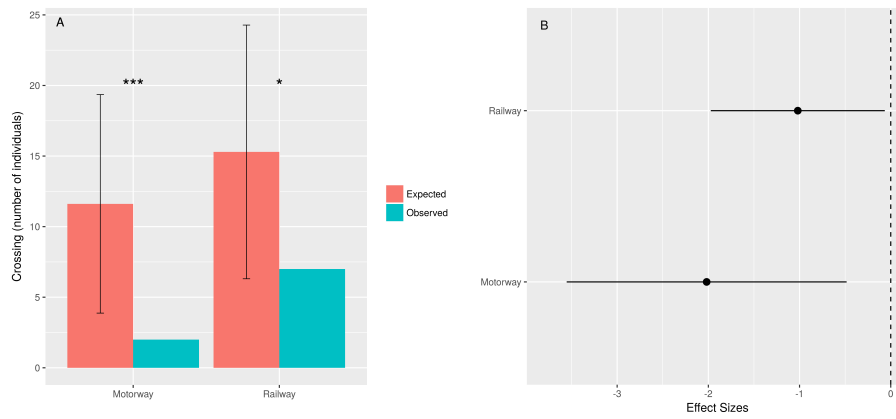 A
25
20
15
10
5
0
***
*
Crossing (number of individuals)
Motorway
Railway
Expected
Observed
B
Railway
Motorway
-3
-2
-1
0
Effect Sizes